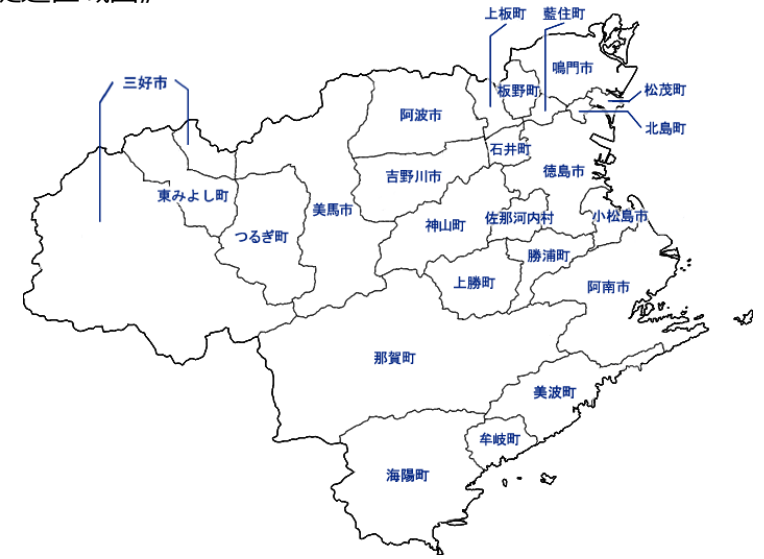 上板町
藍住町
鳴門市
三好市
板野町
松茂町
阿波市
北島町
石井町
吉野川市
徳島市
東みよし町
美馬市
佐那河内村
小松島市
神山町
つるぎ町
勝浦町
上勝町
阿南市
那賀町
美波町
牟岐町
海陽町